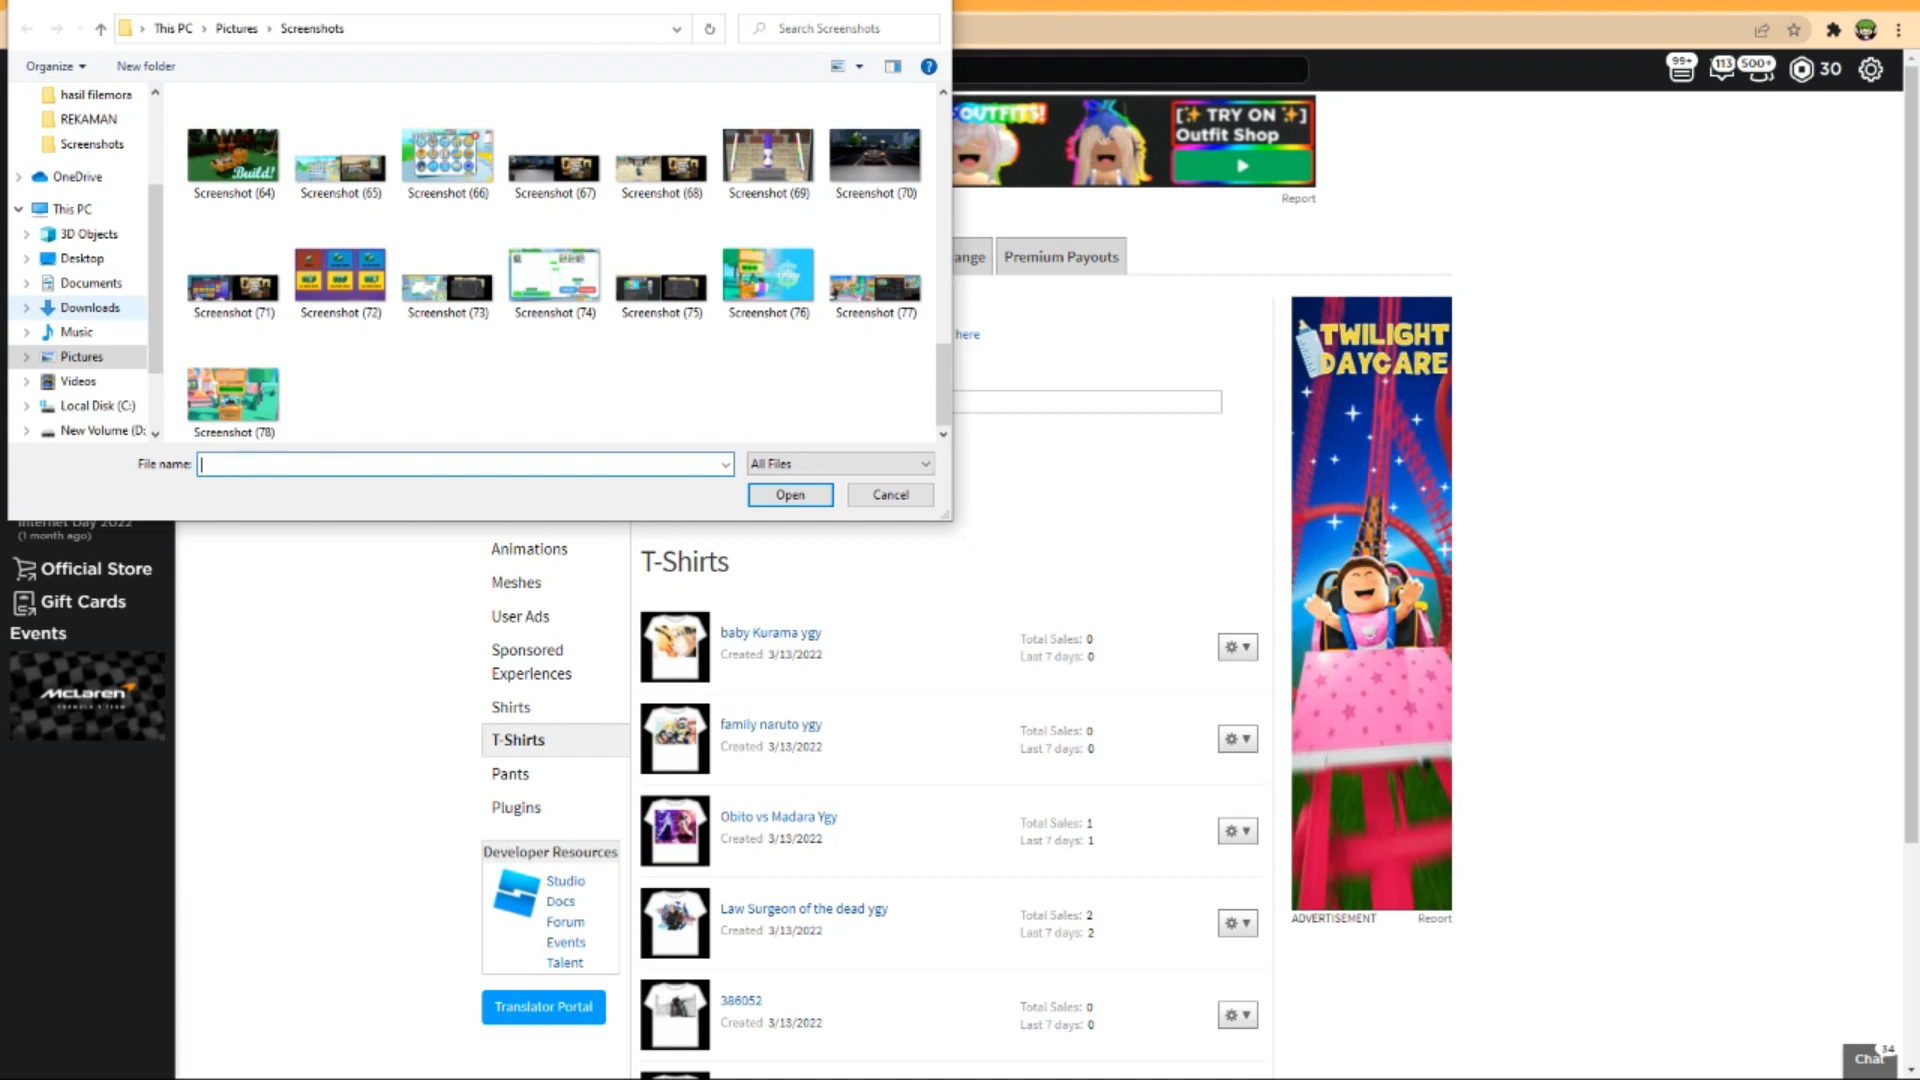 This PC › Pictures › Screenshots
Search Screenshots
Organize
New folder
hasil filemora
REKAMAN
Screenshots
OneDrive
This PC
3D Objects
Desktop
Documents
Downloads
Music
Pictures
Videos
Local Disk (C:)
New Volume (D:
Build!
Screenshot (64)
Screenshot (65)
Screenshot (66)
Screenshot (67)
Screenshot (68)
Screenshot (69)
Screenshot (70)
Screenshot (71)
Screenshot (72)
Screenshot (73)
Screenshot (74)
Screenshot (75)
Screenshot (76)
Screenshot (77)
Screenshot (78)
File name:
All Files
Open
Cancel
99+
113
500+
30
OUTFITS!
[✨ TRY ON ✨]
Outfit Shop
Report
ange
Premium Payouts
here
TWILIGHT
DAYCARE
ADVERTISEMENT
Report
Internet Day 2022
(1 month ago)
Official Store
Gift Cards
Events
McLaren
FORMULA 1 TEAM
Animations
Meshes
User Ads
Sponsored
Experiences
Shirts
T-Shirts
Pants
Plugins
Developer Resources
Studio
Docs
Forum
Events
Talent
Translator Portal
T-Shirts
baby Kurama ygy
Created 3/13/2022
Total Sales: 0
Last 7 days: 0
family naruto ygy
Created 3/13/2022
Total Sales: 0
Last 7 days: 0
Obito vs Madara Ygy
Created 3/13/2022
Total Sales: 1
Last 7 days: 1
Law Surgeon of the dead ygy
Created 3/13/2022
Total Sales: 2
Last 7 days: 2
386052
Created 3/13/2022
Total Sales: 0
Last 7 days: 0
Chat
34